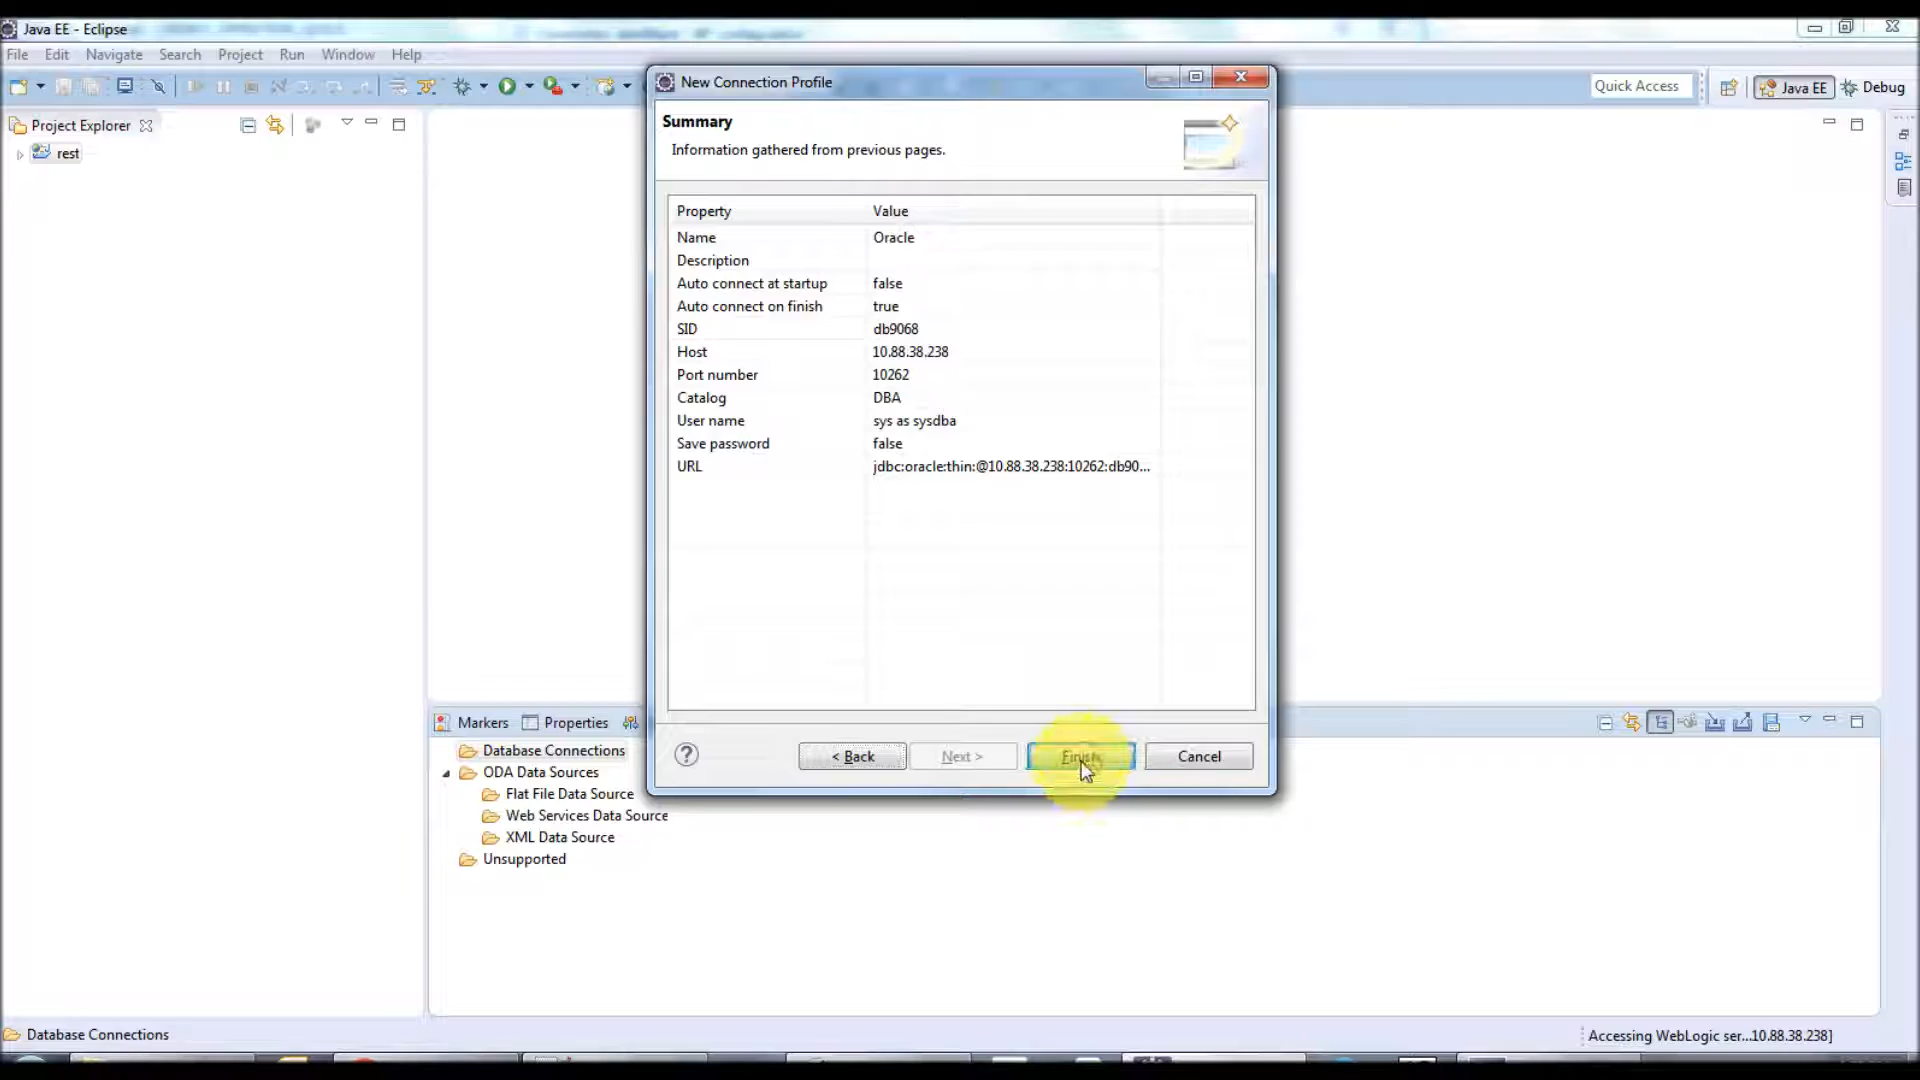 Java EE - Eclipse
File Edit Navigate Search Project Run Window Help
Quick Access
Java EE
Debug
Project Explorer
rest
New Connection Profile
Summary
Information gathered from previous pages.
Property Value
Name Oracle
Description
Auto connect at startup false
Auto connect on finish true
SID db9068
Host 10.88.38.238
Port number 10262
Catalog DBA
User name sys as sysdba
Save password false
URL jdbc:oracle:thin:@10.88.38.238:10262:db90...
? < Back Next > Finish Cancel
Markers Properties
Database Connections
ODA Data Sources
Flat File Data Source
Web Services Data Source
XML Data Source
Unsupported
Database Connections
Accessing WebLogic ser...10.88.38.238]